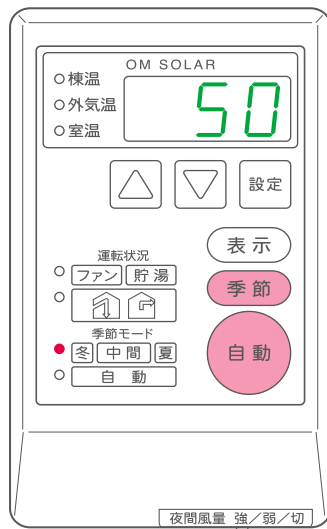 OM SOLAR
棟温
外気温
室温
50
設定
表示
運転状況
ファン 貯湯
季節
季節モード
冬 中間 夏
自動
自動
夜間風量 強/弱/切